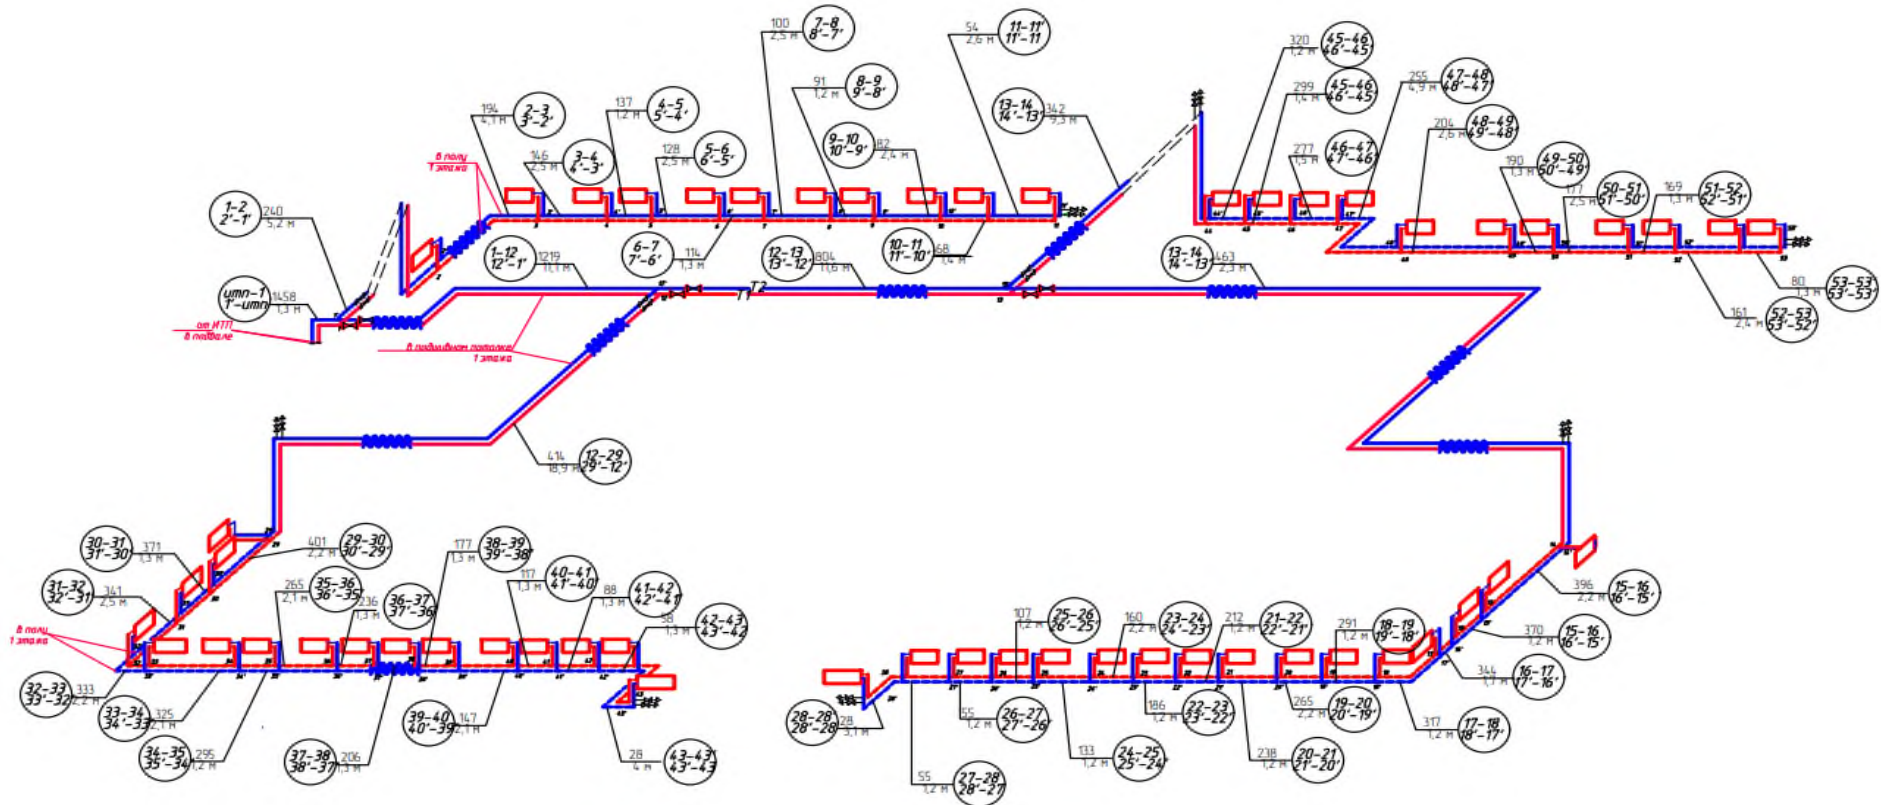 100
2,5 м
7-8
8'-7'
54
2,6 м
11-11'
11'-11
320
1,2 м
45-46
46'-45'
91
1,2 м
8-9
9'-8'
299
1,4 м
45-46
46'-45'
255
4,9 м
47-48
48'-47'
194
4,1 м
2-3
3'-2'
137
1,2 м
4-5
5'-4'
13-14
14'-13'
342
9,3 м
204
2,6 м
48-49
49'-48'
146
2,5 м
3-4
4'-3'
128
2,5 м
5-6
6'-5'
9-10
10'-9'
82
2,4 м
277
1,5 м
46-47
47'-46'
190
1,3 м
49-50
50'-49'
177
2,5 м
50-51
51'-50'
169
1,3 м
51-52
52'-51'
в полу
1 этажа
1-2
2'-1'
240
5,2 м
1-12
12'-1'
1219
11,1 м
6-7
7'-6'
114
1,3 м
12-13
13'-12'
804
11,6 м
10-11
11'-10'
68
1,4 м
13-14
14'-13'
463
2,3 м
80
1,3 м
53-53'
53'-53'
161
2,4 м
52-53
53'-52'
итп-1
1'-итп
1458
1,3 м
Т2
Т1
от ИТП
в подвале
в подшивном потолке
1 этажа
414
18,9 м
12-29
29'-12'
30-31
31'-30'
371
1,3 м
401
2,2 м
29-30
30'-29'
177
1,3 м
38-39
39'-38'
31-32
32'-31
341
2,5 м
265
2,1 м
35-36
36'-35'
236
1,3 м
36-37
37'-36'
117
1,3 м
40-41
41'-40'
88
1,3 м
41-42
42'-41'
58
1,3 м
42-43
43'-42
в полу
1 этажа
107
1,2 м
25-26
26'-25'
160
2,2 м
23-24
24'-23'
212
1,2 м
21-22
22'-21'
291
1,2 м
18-19
19'-18'
396
2,2 м
15-16
16'-15'
370
1,2 м
15-16
16'-15'
344
1,7 м
16-17
17'-16'
32-33
33'-32
333
2,2 м
33-34
34'-33
325
2,1 м
34-35
35'-34
295
1,2 м
37-38
38'-37'
206
1,3 м
39-40
40'-39
147
2,1 м
28
4 м
43-43'
43'-43
28-28'
28'-28
28
3,1 м
55
1,2 м
26-27
27'-26'
186
1,2 м
22-23
23'-22'
265
2,2 м
19-20
20'-19'
317
1,2 м
17-18
18'-17'
55
1,2 м
27-28
28'-27
133
1,2 м
24-25
25'-24'
238
1,2 м
20-21
21'-20'